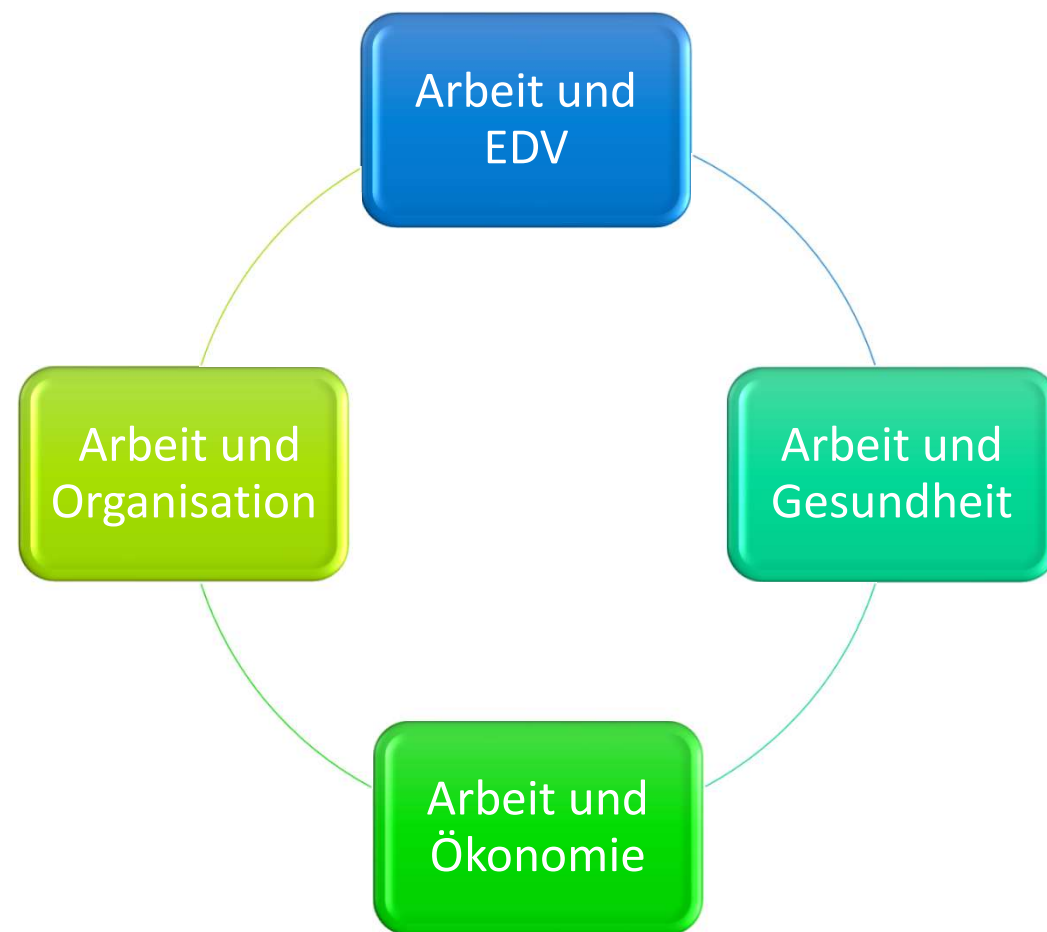 Arbeit und
EDV
Arbeit und
Organisation
Arbeit und
Gesundheit
Arbeit und
Ökonomie